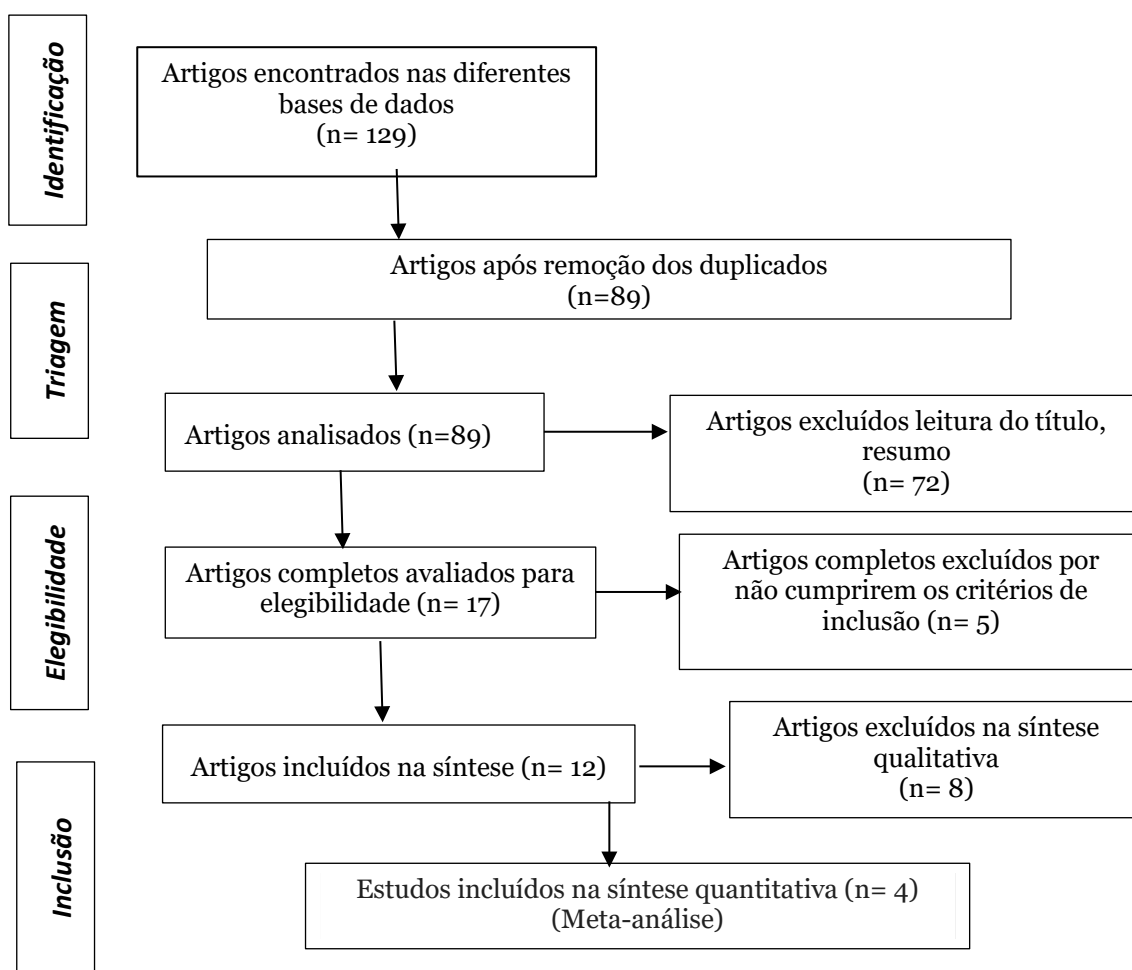 Identificação
Artigos encontrados nas diferentes
bases de dados
(n= 129)
Artigos após remoção dos duplicados
(n=89)
Triagem
Artigos analisados (n=89)
Artigos excluídos leitura do título,
resumo
(n= 72)
Elegibilidade
Artigos completos avaliados para
elegibilidade (n= 17)
Artigos completos excluídos por
não cumprirem os critérios de
inclusão (n= 5)
Artigos incluídos na síntese (n= 12)
Artigos excluídos na síntese
qualitativa
(n= 8)
Inclusão
Estudos incluídos na síntese quantitativa (n= 4)
(Meta-análise)